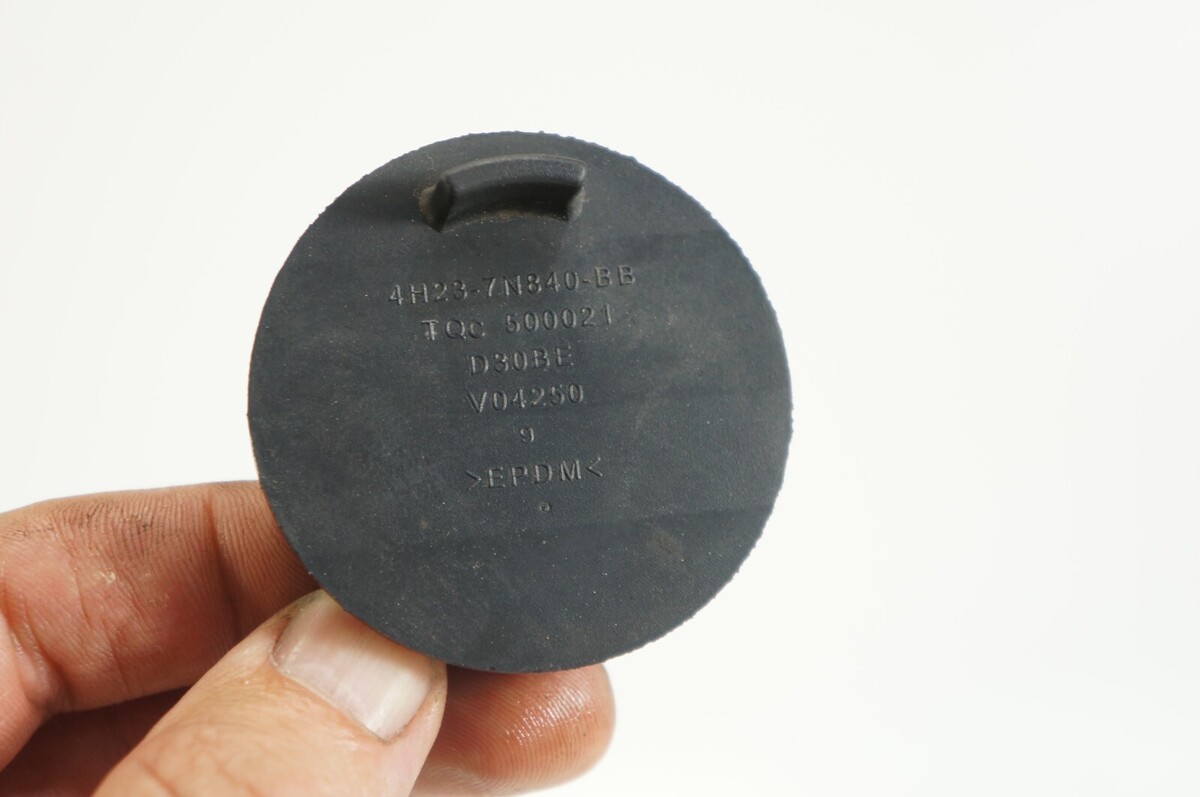 4H23-7N840-BB
TQc 500021
D30BE
V04250
9
>EPDM<